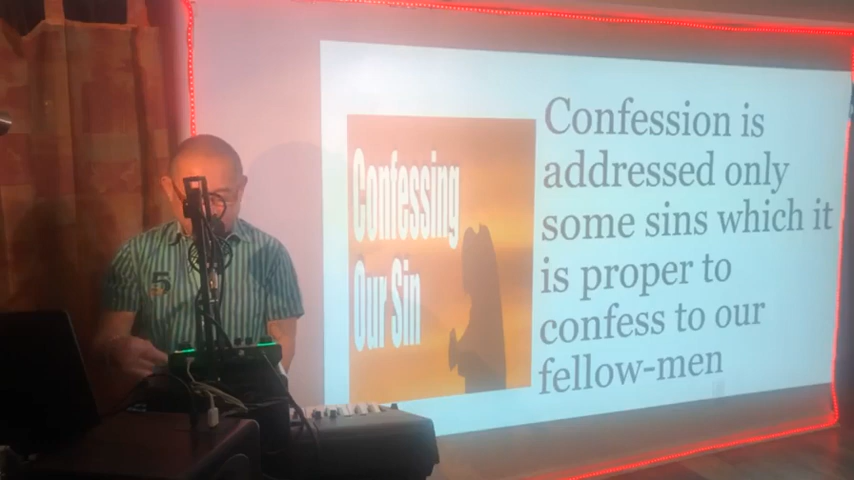 Confessing
Our Sin
Confession is
addressed only
some sins which it
is proper to
confess to our
fellow-men
5